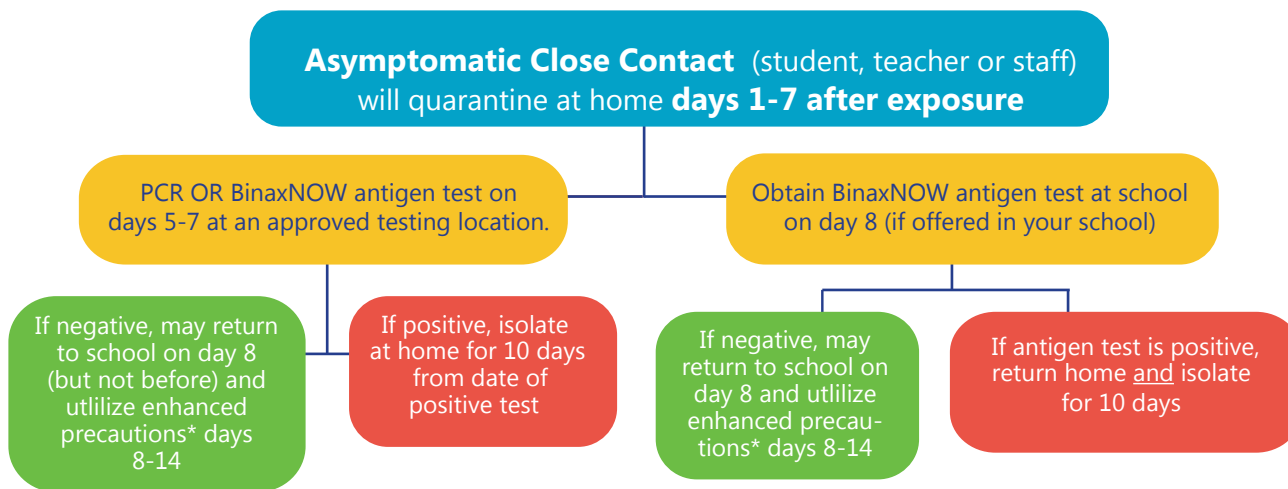 Asymptomatic Close Contact (student, teacher or staff)
will quarantine at home days 1-7 after exposure
PCR OR BinaxNOW antigen test on
days 5-7 at an approved testing location.
Obtain BinaxNOW antigen test at school
on day 8 (if offered in your school)
If negative, may return
to school on day 8
(but not before) and
utlilize enhanced
precautions* days
8-14
If positive, isolate
at home for 10 days
from date of
positive test
If negative, may
return to school on
day 8 and utlilize
enhanced precau-
tions* days 8-14
If antigen test is positive,
return home and isolate
for 10 days